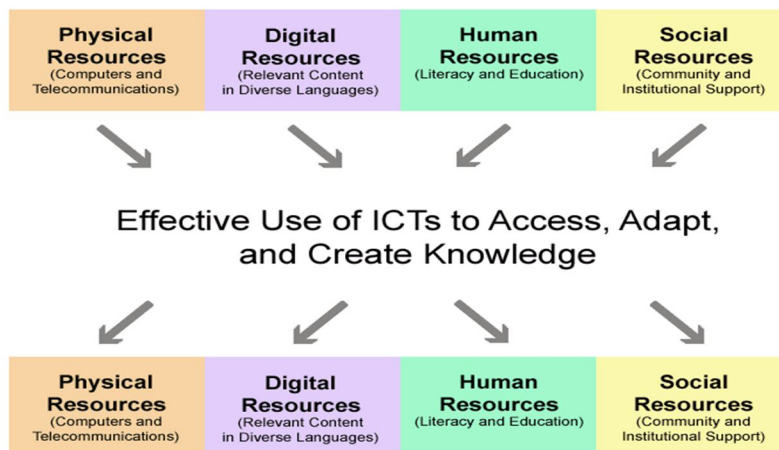 Physical
Resources
(Computers and
Telecommunications)
Digital
Resources
(Relevant Content
in Diverse Languages)
Human
Resources
(Literacy and Education)
Social
Resources
(Community and
Institutional Support)
Effective Use of ICTs to Access, Adapt,
and Create Knowledge
Physical
Resources
(Computers and
Telecommunications)
Digital
Resources
(Relevant Content
in Diverse Languages)
Human
Resources
(Literacy and Education)
Social
Resources
(Community and
Institutional Support)